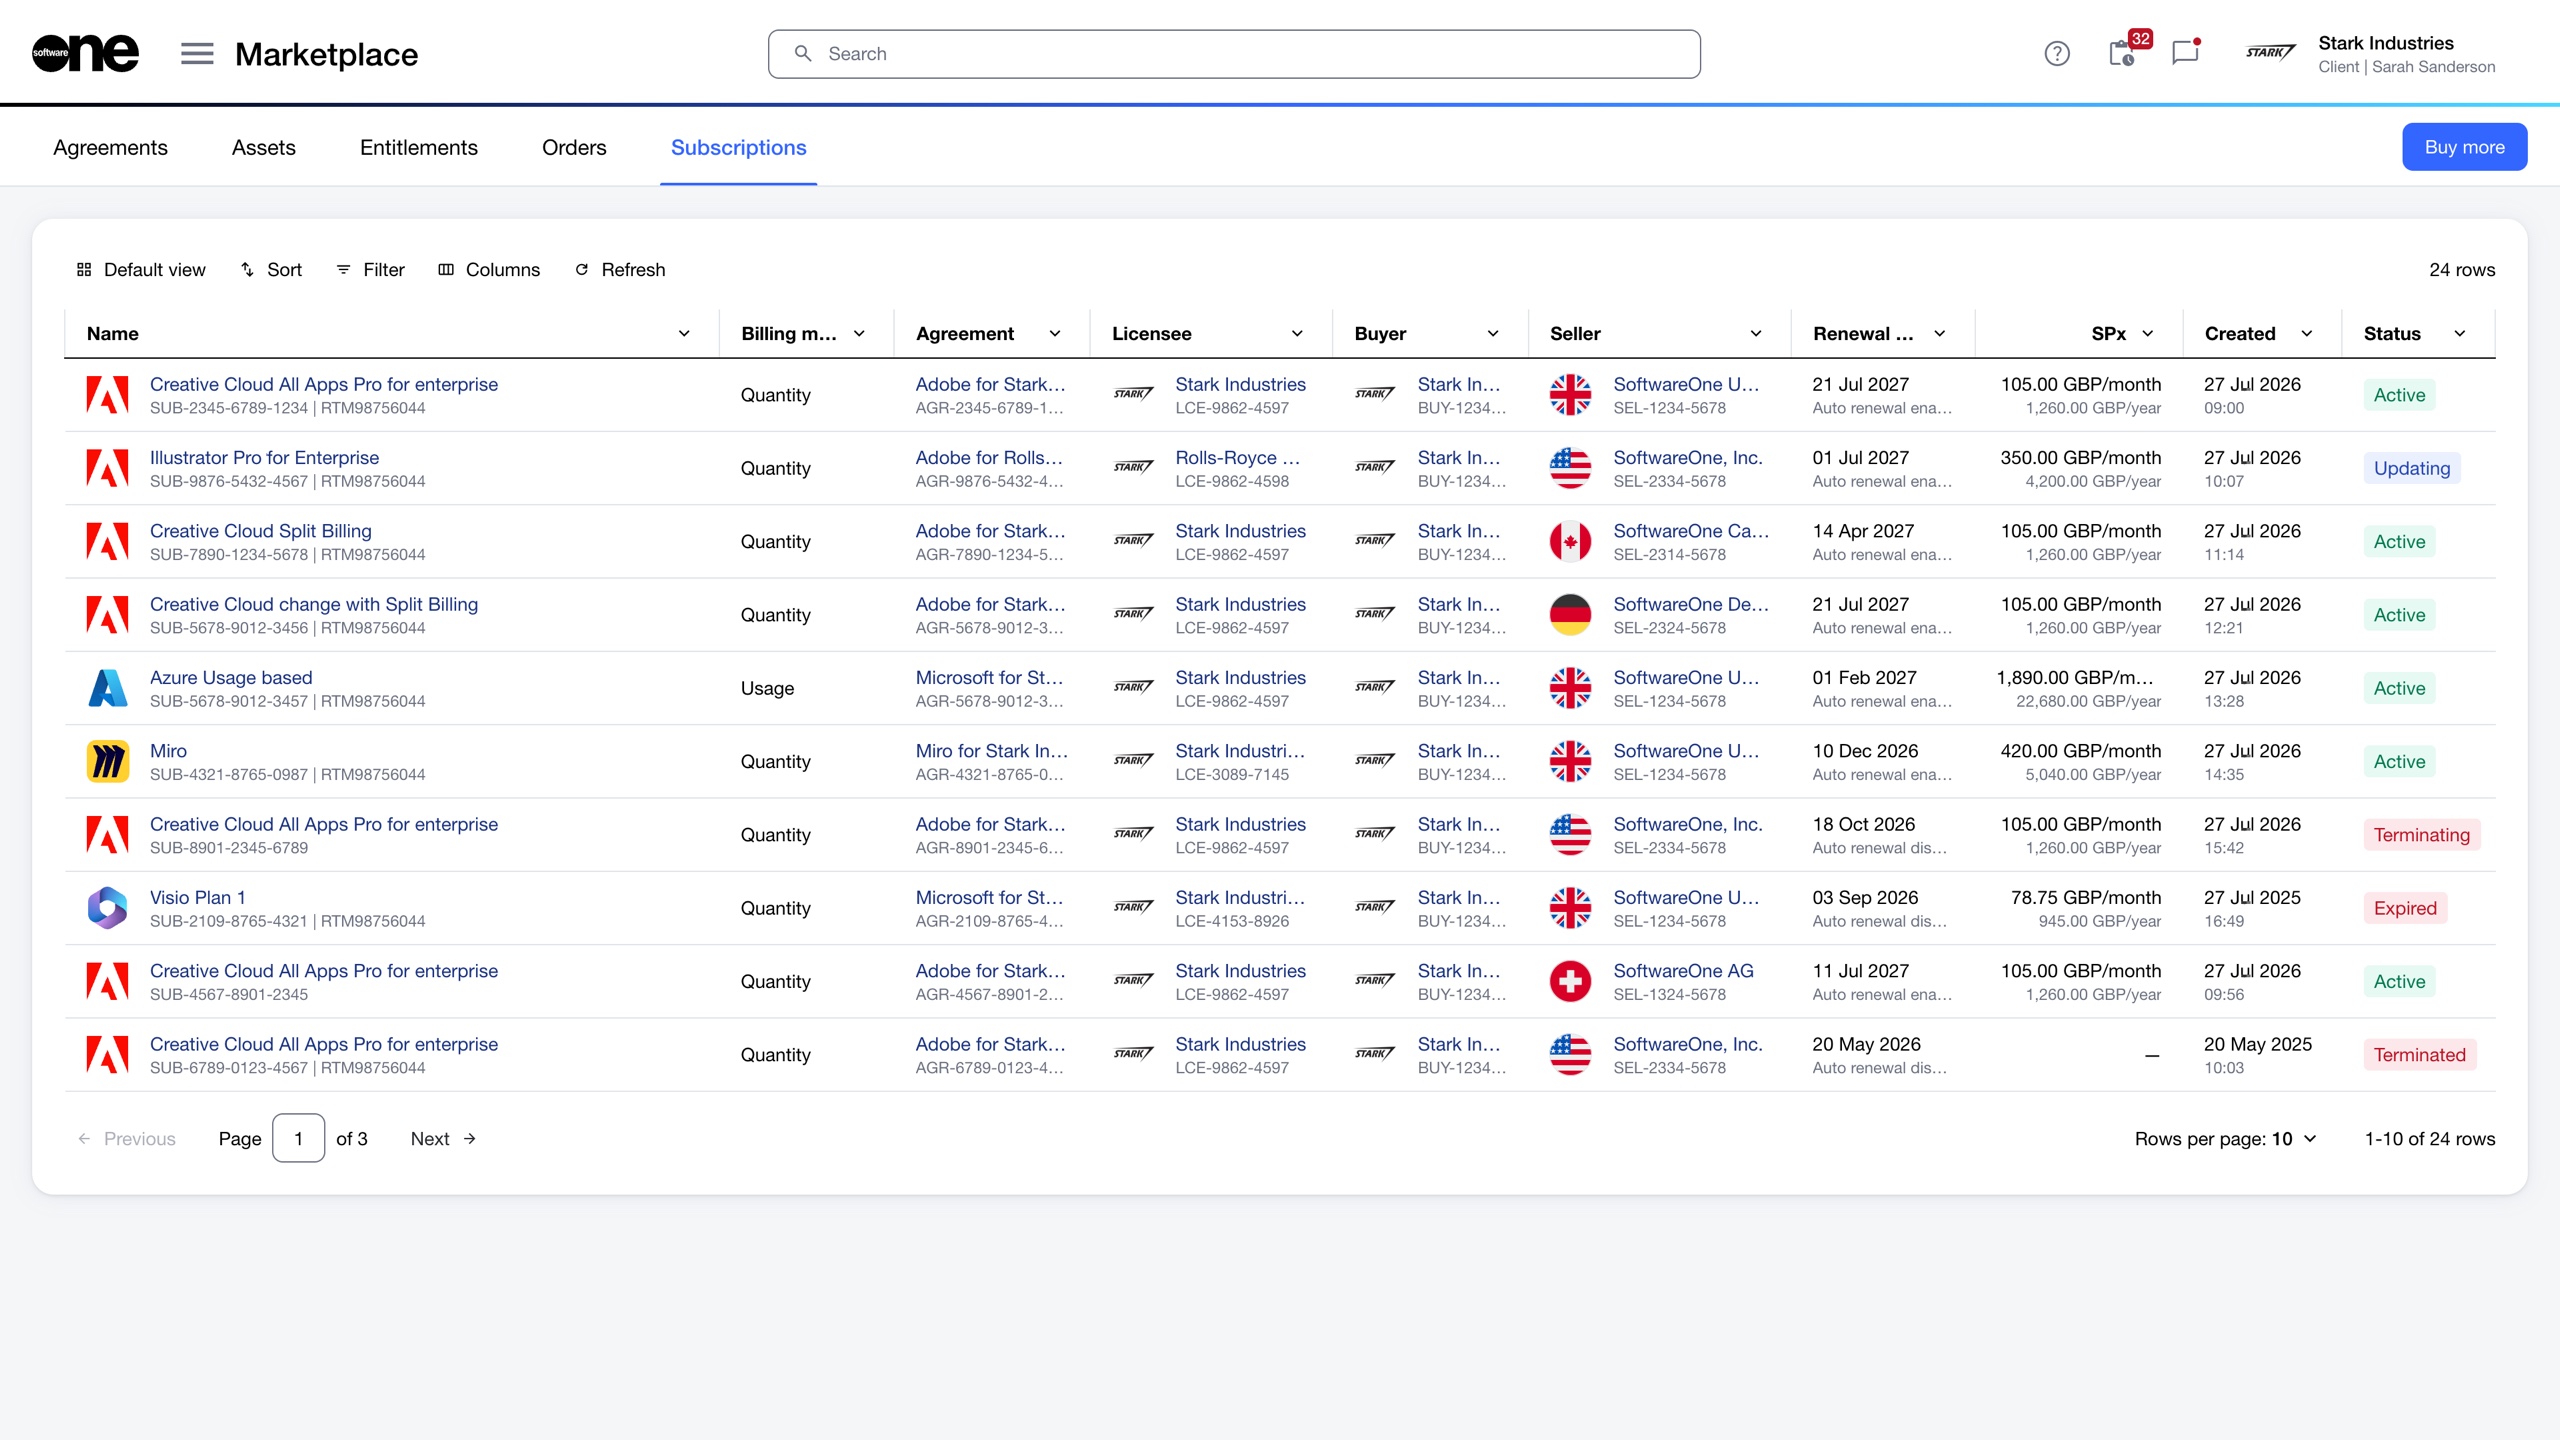 software one
Marketplace
Search
32
STARK
Stark Industries
Client | Sarah Sanderson
Agreements Assets Entitlements Orders Subscriptions
Buy more
Default view Sort Filter Columns Refresh
24 rows
Name Billing m... Agreement Licensee Buyer Seller Renewal ... SPx Created Status
Creative Cloud All Apps Pro for enterprise Quantity Adobe for Stark... STARK Stark Industries STARK Stark In... SoftwareOne U... 21 Jul 2027 105.00 GBP/month 27 Jul 2026 Active
SUB-2345-6789-1234 | RTM98756044 AGR-2345-6789-1... LCE-9862-4597 BUY-1234... SEL-1234-5678 Auto renewal ena... 1,260.00 GBP/year 09:00
Illustrator Pro for Enterprise Quantity Adobe for Rolls... STARK Rolls-Royce ... STARK Stark In... SoftwareOne, Inc. 01 Jul 2027 350.00 GBP/month 27 Jul 2026 Updating
SUB-9876-5432-4567 | RTM98756044 AGR-9876-5432-4... LCE-9862-4598 BUY-1234... SEL-2334-5678 Auto renewal ena... 4,200.00 GBP/year 10:07
Creative Cloud Split Billing Quantity Adobe for Stark... STARK Stark Industries STARK Stark In... SoftwareOne Ca... 14 Apr 2027 105.00 GBP/month 27 Jul 2026 Active
SUB-7890-1234-5678 | RTM98756044 AGR-7890-1234-5... LCE-9862-4597 BUY-1234... SEL-2314-5678 Auto renewal ena... 1,260.00 GBP/year 11:14
Creative Cloud change with Split Billing Quantity Adobe for Stark... STARK Stark Industries STARK Stark In... SoftwareOne De... 21 Jul 2027 105.00 GBP/month 27 Jul 2026 Active
SUB-5678-9012-3456 | RTM98756044 AGR-5678-9012-3... LCE-9862-4597 BUY-1234... SEL-2324-5678 Auto renewal ena... 1,260.00 GBP/year 12:21
Azure Usage based Usage Microsoft for St... STARK Stark Industries STARK Stark In... SoftwareOne U... 01 Feb 2027 1,890.00 GBP/m... 27 Jul 2026 Active
SUB-5678-9012-3457 | RTM98756044 AGR-5678-9012-3... LCE-9862-4597 BUY-1234... SEL-1234-5678 Auto renewal ena... 22,680.00 GBP/year 13:28
Miro Quantity Miro for Stark In... STARK Stark Industri... STARK Stark In... SoftwareOne U... 10 Dec 2026 420.00 GBP/month 27 Jul 2026 Active
SUB-4321-8765-0987 | RTM98756044 AGR-4321-8765-0... LCE-3089-7145 BUY-1234... SEL-1234-5678 Auto renewal ena... 5,040.00 GBP/year 14:35
Creative Cloud All Apps Pro for enterprise Quantity Adobe for Stark... STARK Stark Industries STARK Stark In... SoftwareOne, Inc. 18 Oct 2026 105.00 GBP/month 27 Jul 2026 Terminating
SUB-8901-2345-6789 AGR-8901-2345-6... LCE-9862-4597 BUY-1234... SEL-2334-5678 Auto renewal dis... 1,260.00 GBP/year 15:42
Visio Plan 1 Quantity Microsoft for St... STARK Stark Industri... STARK Stark In... SoftwareOne U... 03 Sep 2026 78.75 GBP/month 27 Jul 2025 Expired
SUB-2109-8765-4321 | RTM98756044 AGR-2109-8765-4... LCE-4153-8926 BUY-1234... SEL-1234-5678 Auto renewal dis... 945.00 GBP/year 16:49
Creative Cloud All Apps Pro for enterprise Quantity Adobe for Stark... STARK Stark Industries STARK Stark In... SoftwareOne AG 11 Jul 2027 105.00 GBP/month 27 Jul 2026 Active
SUB-4567-8901-2345 AGR-4567-8901-2... LCE-9862-4597 BUY-1234... SEL-1324-5678 Auto renewal ena... 1,260.00 GBP/year 09:56
Creative Cloud All Apps Pro for enterprise Quantity Adobe for Stark... STARK Stark Industries STARK Stark In... SoftwareOne, Inc. 20 May 2026 — 20 May 2025 Terminated
SUB-6789-0123-4567 | RTM98756044 AGR-6789-0123-4... LCE-9862-4597 BUY-1234... SEL-2334-5678 Auto renewal dis... 10:03
Previous Page 1 of 3 Next
Rows per page: 10 1-10 of 24 rows